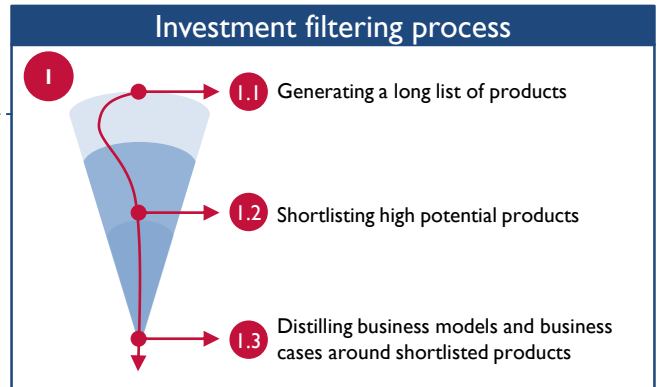 Investment filtering process
1
1.1 Generating a long list of products
1.2 Shortlisting high potential products
1.3 Distilling business models and business
cases around shortlisted products